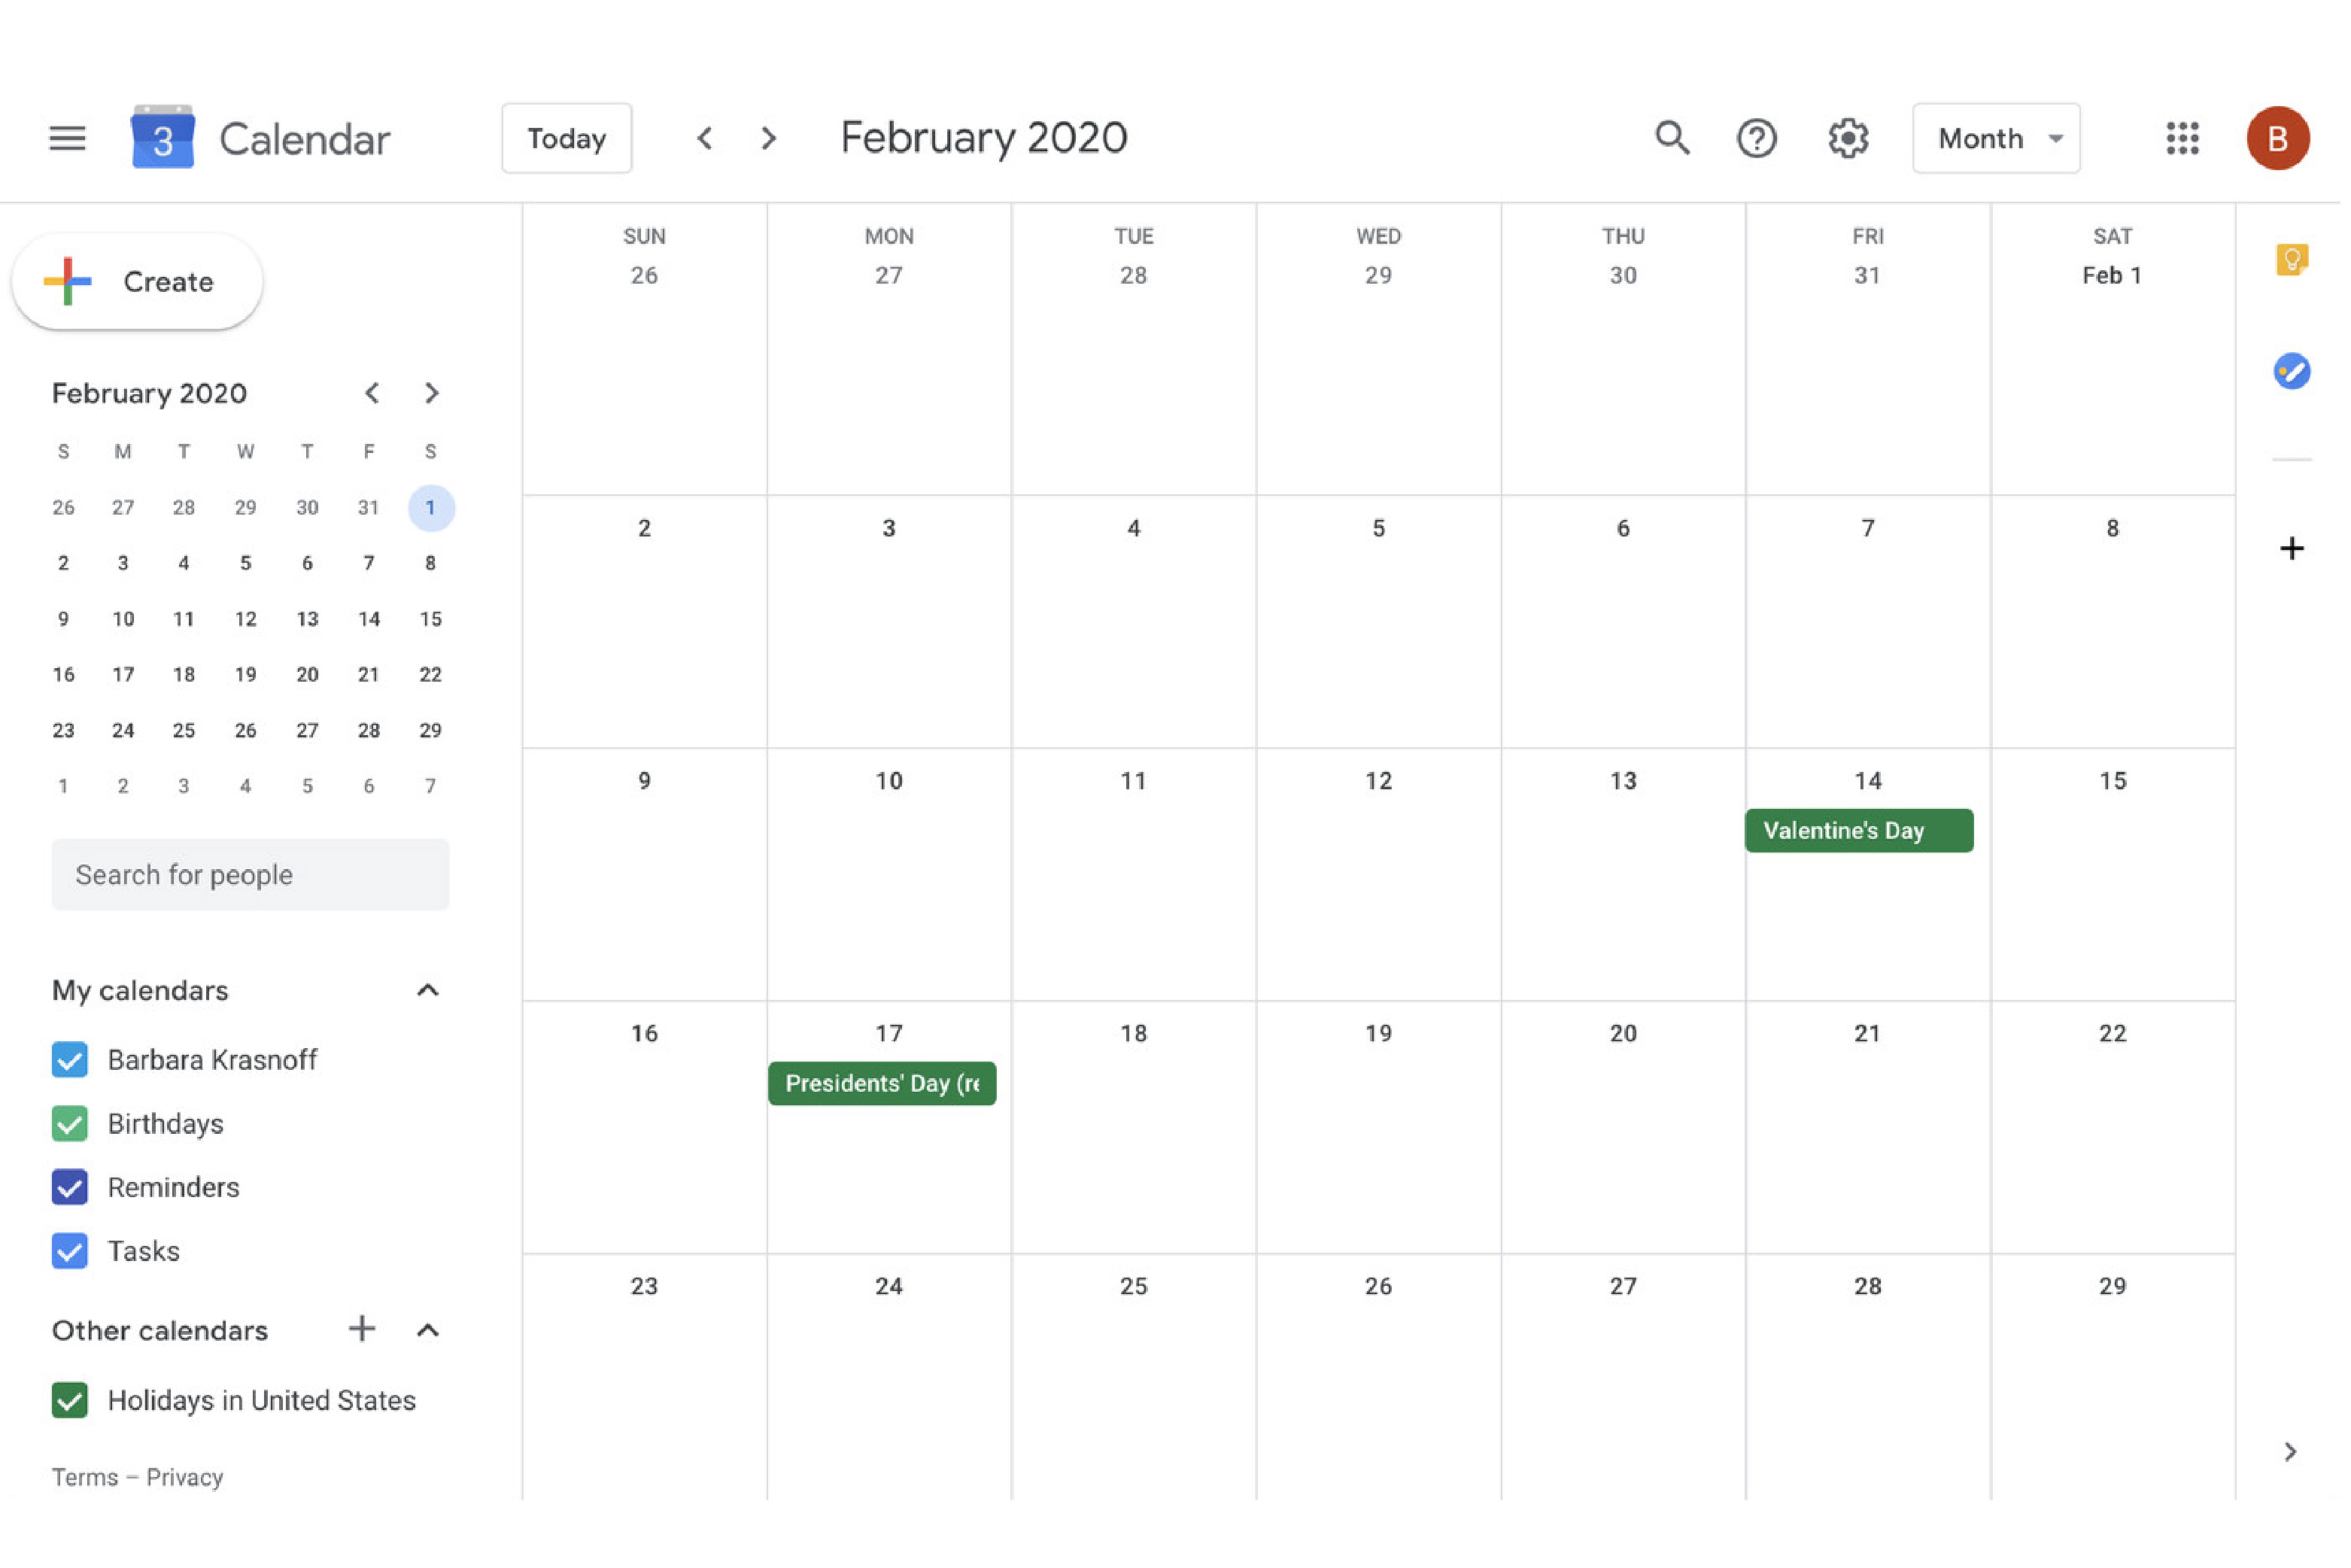 3 Calendar Today February 2020 Month B
Create
February 2020
S M T W T F S
26 27 28 29 30 31 1
2 3 4 5 6 7 8
9 10 11 12 13 14 15
16 17 18 19 20 21 22
23 24 25 26 27 28 29
1 2 3 4 5 6 7
Search for people
My calendars
Barbara Krasnoff
Birthdays
Reminders
Tasks
Other calendars
Holidays in United States
Terms – Privacy
SUN MON TUE WED THU FRI SAT
26 27 28 29 30 31 Feb 1
2 3 4 5 6 7 8
9 10 11 12 13 14 15
Valentine's Day
16 17 18 19 20 21 22
Presidents' Day (re
23 24 25 26 27 28 29